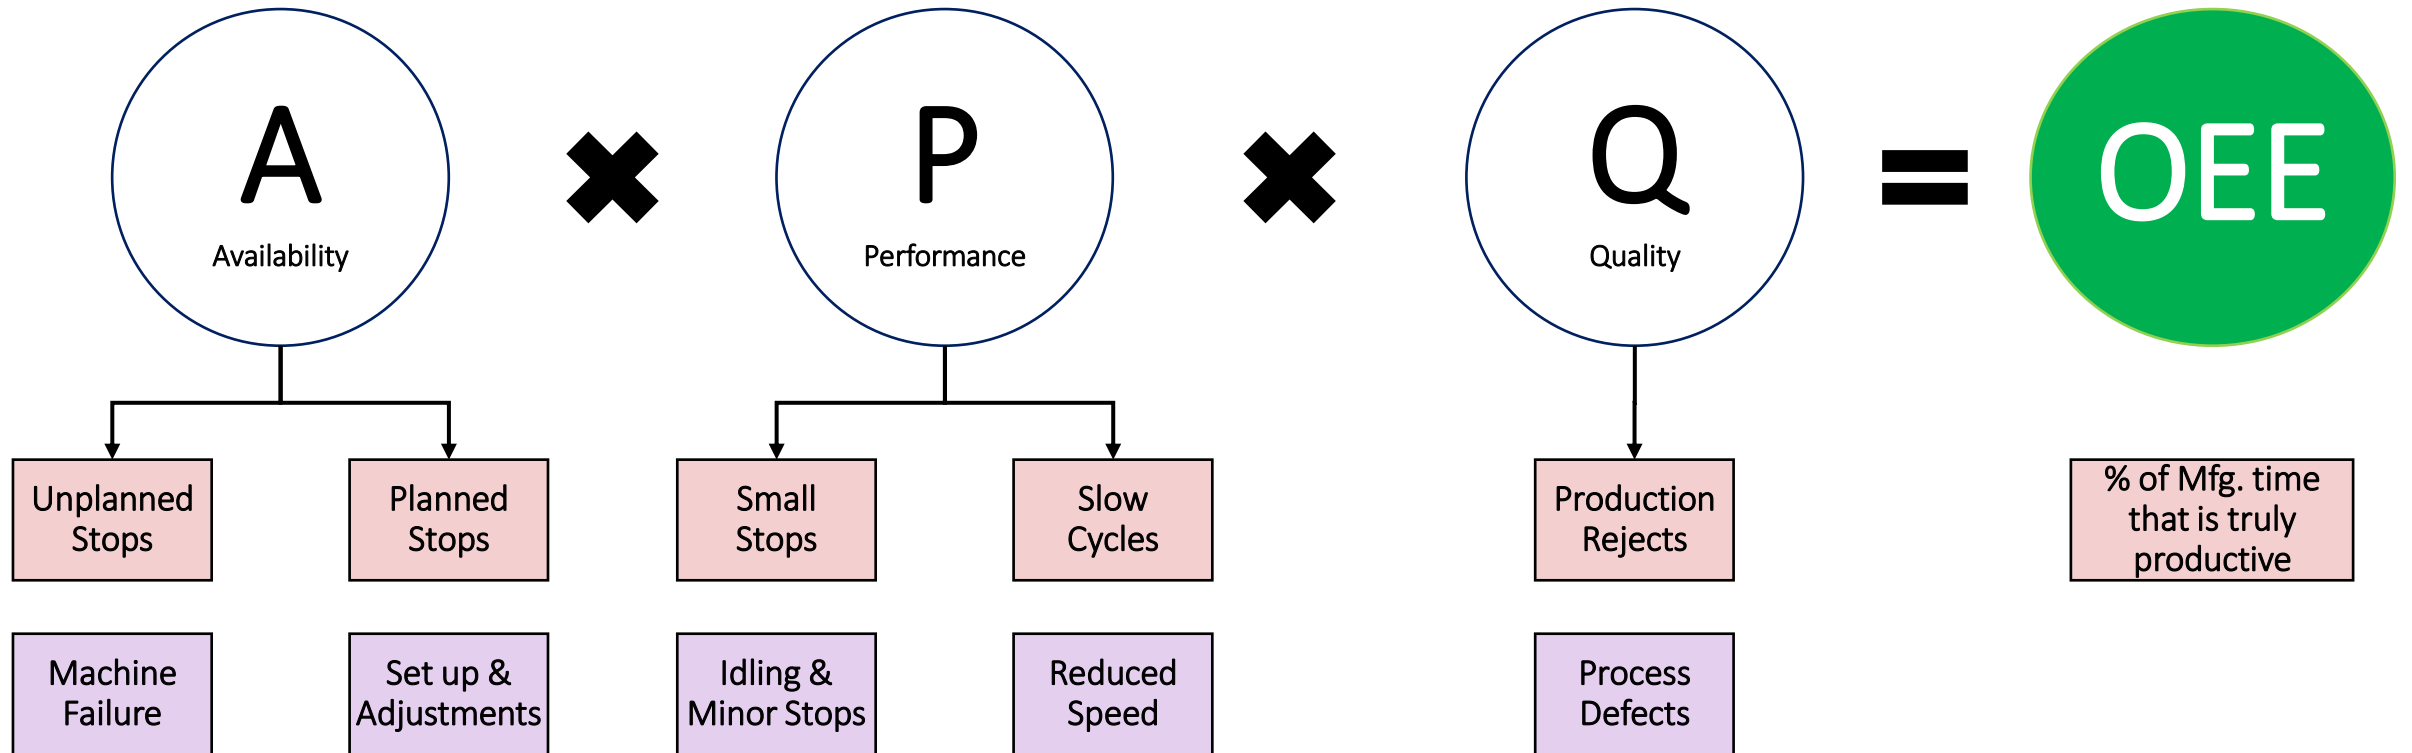 A
Availability
P
Performance
Q
Quality
=
OEE
Unplanned
Stops
Planned
Stops
Small
Stops
Slow
Cycles
Production
Rejects
% of Mfg. time
that is truly
productive
Machine
Failure
Set up &
Adjustments
Idling &
Minor Stops
Reduced
Speed
Process
Defects